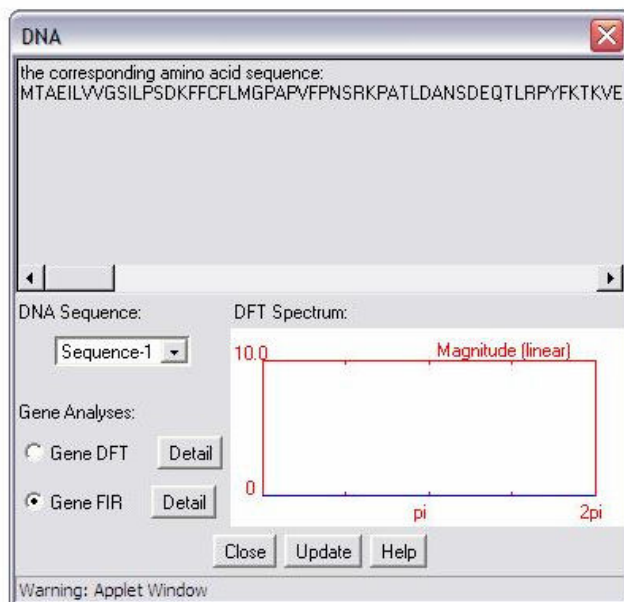 DNA
the corresponding amino acid sequence:
MTAEILVVGSILPSDKFFCFLMGPAPVFPNSRKPATLDANSDEQTLRPYFKTKVE
DNA Sequence:
Sequence-1
DFT Spectrum:
10.0
Magnitude (linear)
0
pi
2pi
Gene Analyses:
Gene DFT
Detail
Gene FIR
Detail
Close
Update
Help
Warning: Applet Window